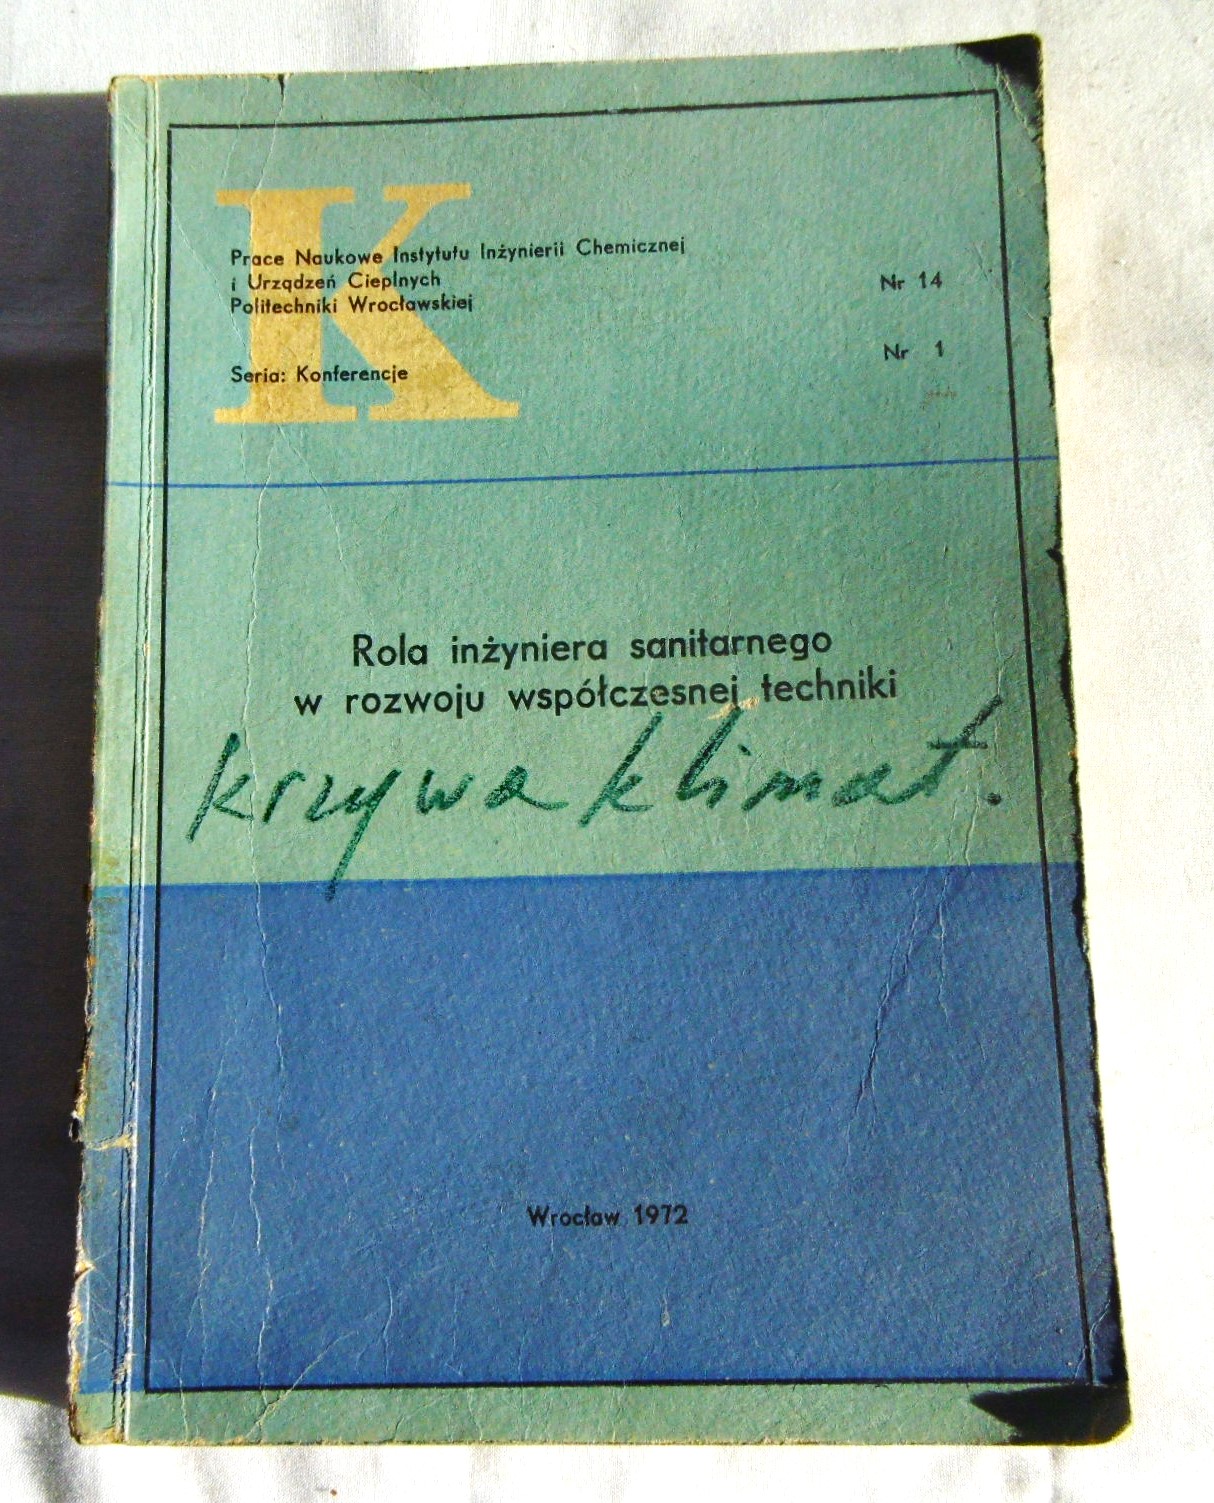 K
Prace Naukowe Instytutu Inżynierii Chemicznej
i Urządzeń Cieplnych
Politechniki Wrocławskiej
Nr 14
Seria: Konferencje
Nr 1
Rola inżyniera sanitarnego
w rozwoju współczesnej techniki
krzywa klimat.
Wrocław 1972